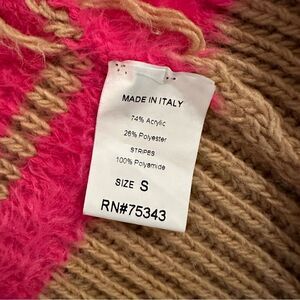 MADE IN ITALY
74% Acrylic
26% Polyester
STRIPES
100% Polyamide
SIZE S
RN#75343